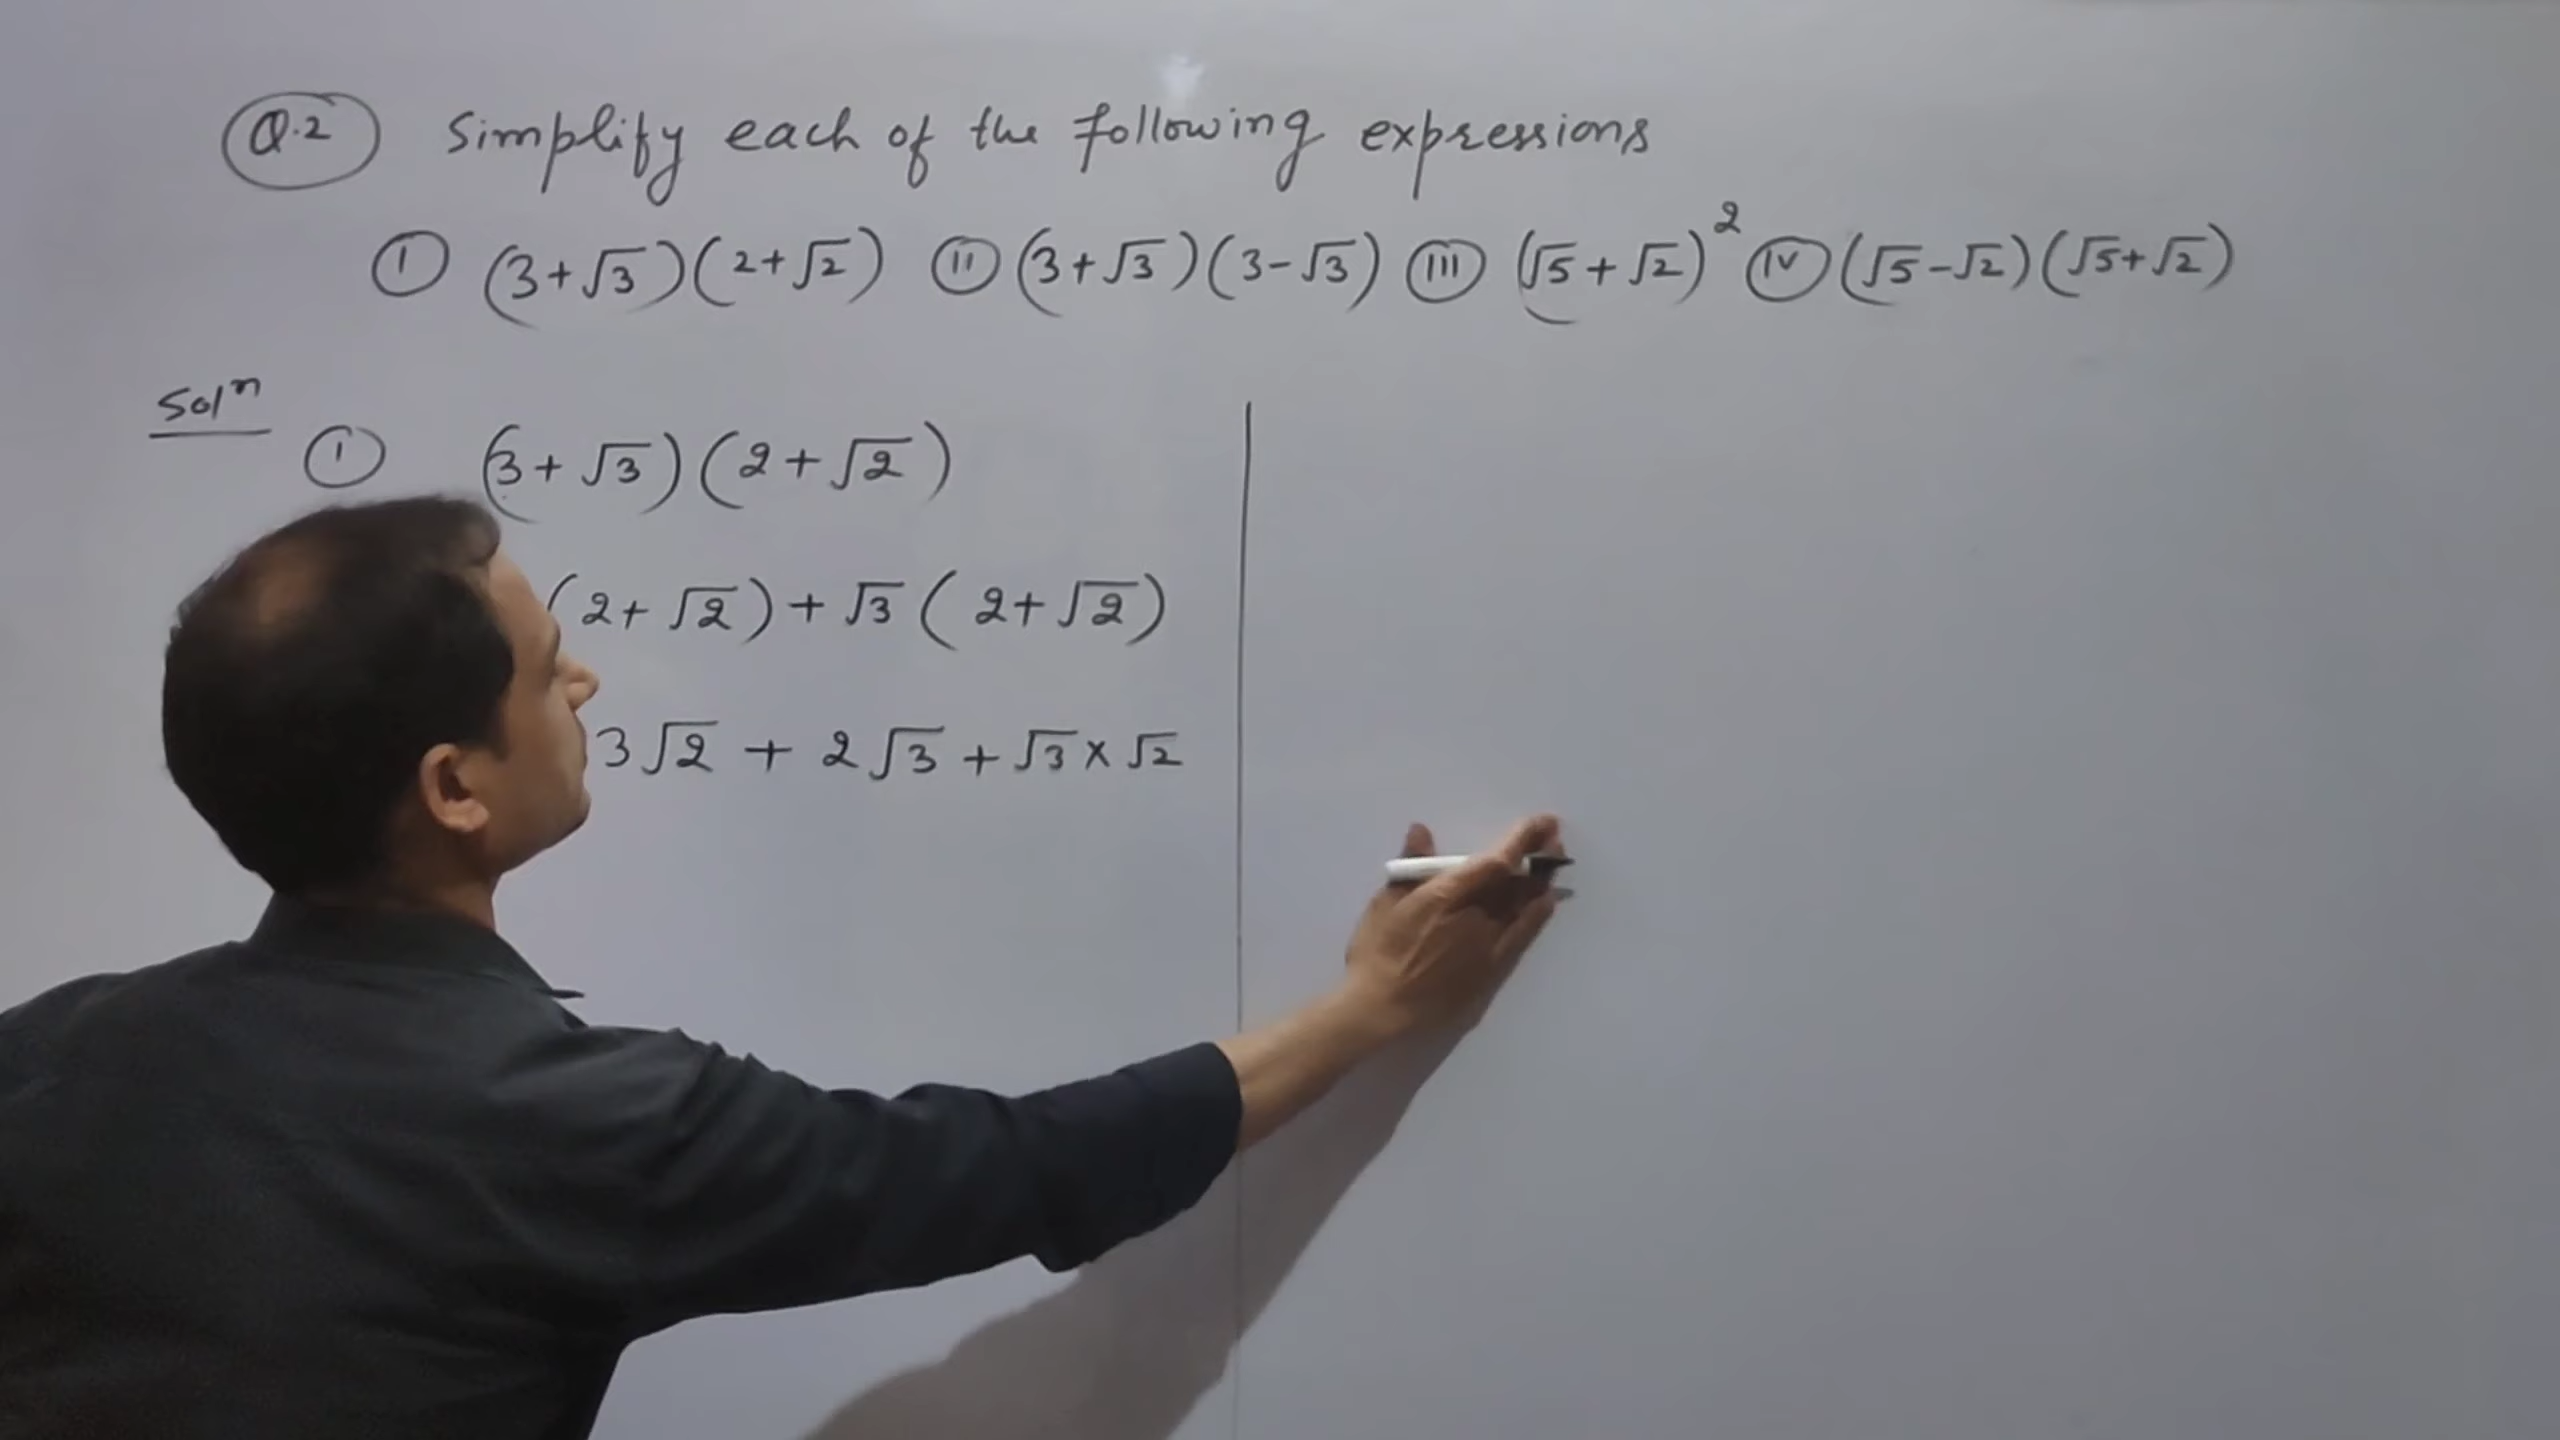 Q.2 Simplify each of the following expressions
(I) (3+√3)(2+√2) (II) (3+√3)(3-√3) (III) (√5+√2)² (IV) (√5-√2)(√5+√2)
Solⁿ
(I) (3+√3)(2+√2)
(2+√2)+√3(2+√2)
3√2+2√3+√3×√2